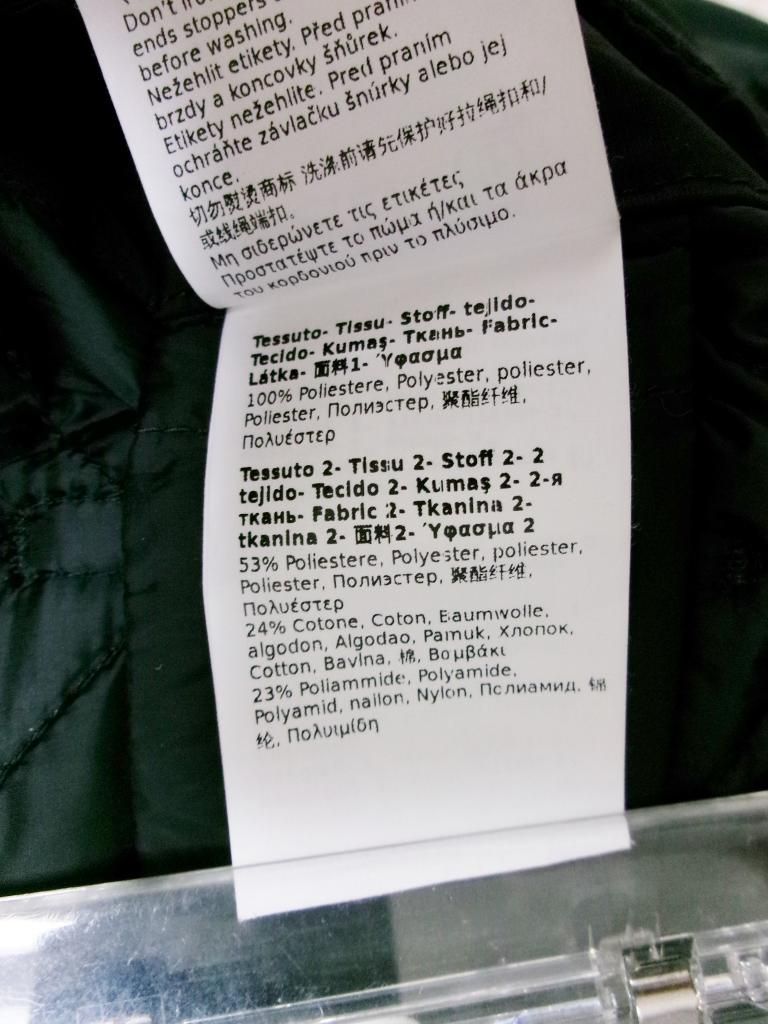 Don't iron
ends stoppers
before washing.
Nežehlit etikety. Před praním
brzdy a koncovky šňůrek.
Etikety nežehlite. Pred praním
ochráňte závlačku šnúrky alebo jej
konce.
切勿熨烫商标 洗涤前请先保护好拉绳扣和/
或线绳端扣。
Μη σιδερώνετε τις ετικέτες
Προστατέψτε το πώμα ή/και τα άκρα
του κορδονιού πριν το πλύσιμο.
Tessuto- Tissu- Stoff- tejido-
Tecido- Kumaş- Ткань- Fabric-
Látka- 面料1- Ύφασμα
100% Poliestere, Polyester, poliester,
Poliester, Полиэстер, 聚酯纤维,
Πολυέστερ
Tessuto 2- Tissu 2- Stoff 2- 2
tejido- Tecido 2- Kumaş 2- 2-я
ткань- Fabric 2- Tkanina 2-
tkanina 2- 面料2- Ύφασμα 2
53% Poliestere, Polyester, poliester,
Poliester, Полиэстер, 聚酯纤维,
Πολυέστερ
24% Cotone, Coton, Baumwolle,
algodon, Algodao, Pamuk, Хлопок,
Cotton, Bavlna, 棉, Βαμβάκι
23% Poliammide, Polyamide,
Polyamid, nailon, Nylon, Полиамид, 锦
纶, Πολυιμίδη